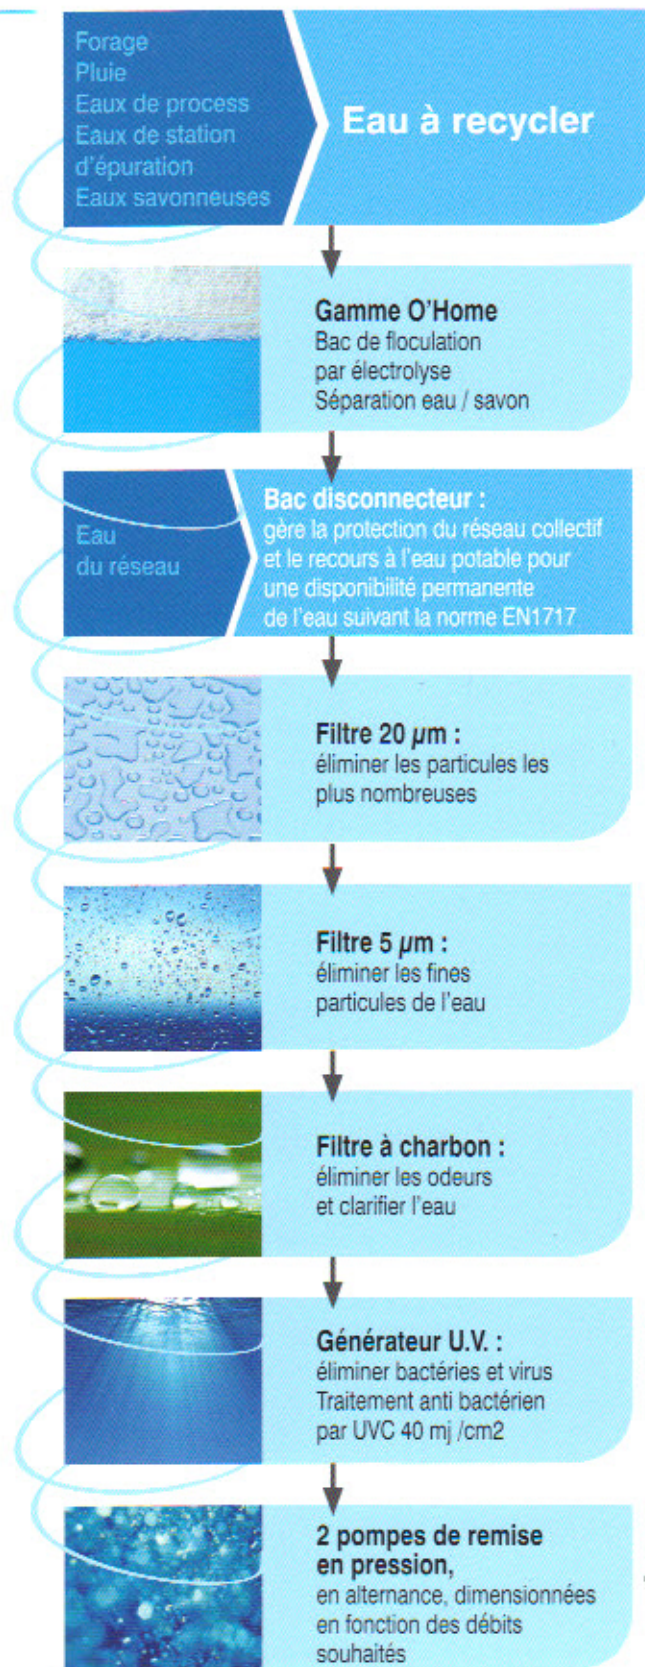 Forage
Pluie
Eaux de process
Eaux de station
d'épuration
Eaux savonneuses
Eau à recycler
Gamme O'Home
Bac de floculation
par électrolyse
Séparation eau / savon
Eau
du réseau
Bac disconnecteur :
gère la protection du réseau collectif
et le recours à l'eau potable pour
une disponibilité permanente
de l'eau suivant la norme EN1717
Filtre 20 µm :
éliminer les particules les
plus nombreuses
Filtre 5 µm :
éliminer les fines
particules de l'eau
Filtre à charbon :
éliminer les odeurs
et clarifier l'eau
Générateur U.V. :
éliminer bactéries et virus
Traitement anti bactérien
par UVC 40 mj /cm2
2 pompes de remise
en pression,
en alternance, dimensionnées
en fonction des débits
souhaités